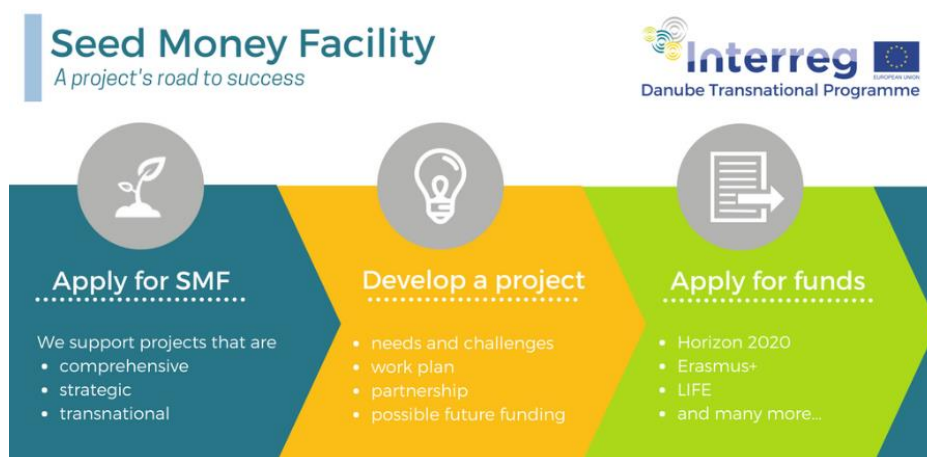 Seed Money Facility
A project's road to success
Interreg
EUROPEAN UNION
Danube Transnational Programme
Apply for SMF
We support projects that are
• comprehensive
• strategic
• transnational
Develop a project
• needs and challenges
• work plan
• partnership
• possible future funding
Apply for funds
• Horizon 2020
• Erasmus+
• LIFE
• and many more...